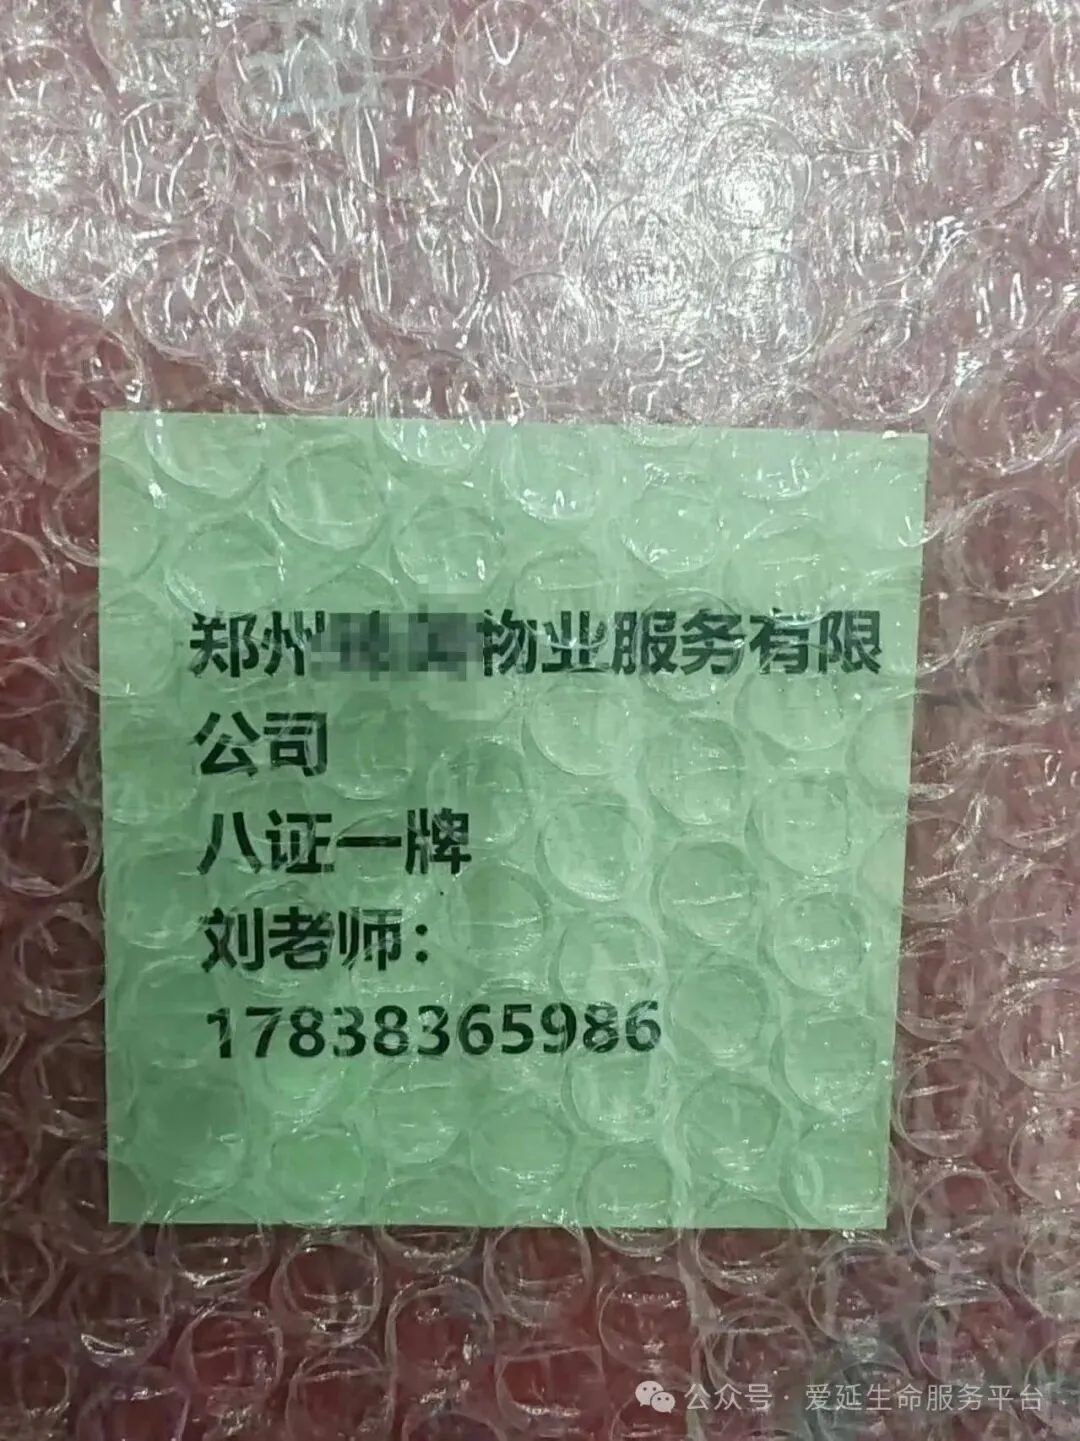 郑州物业服务有限
公司
八证一牌
刘老师：
17838365986
公众号·爱延生命服务平台